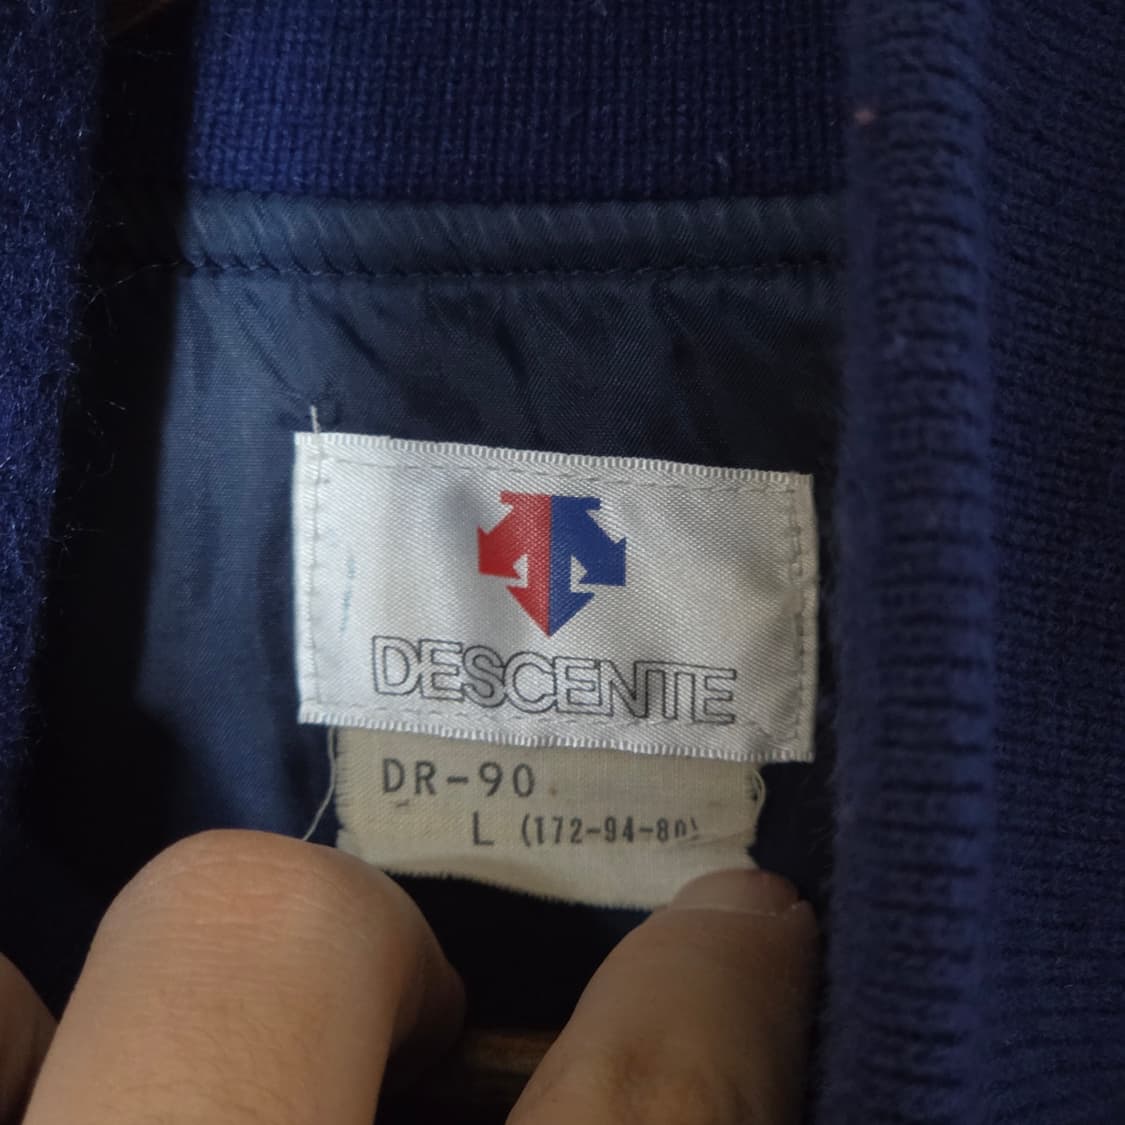 DESCENTE
DR-90
L (172-94-80)